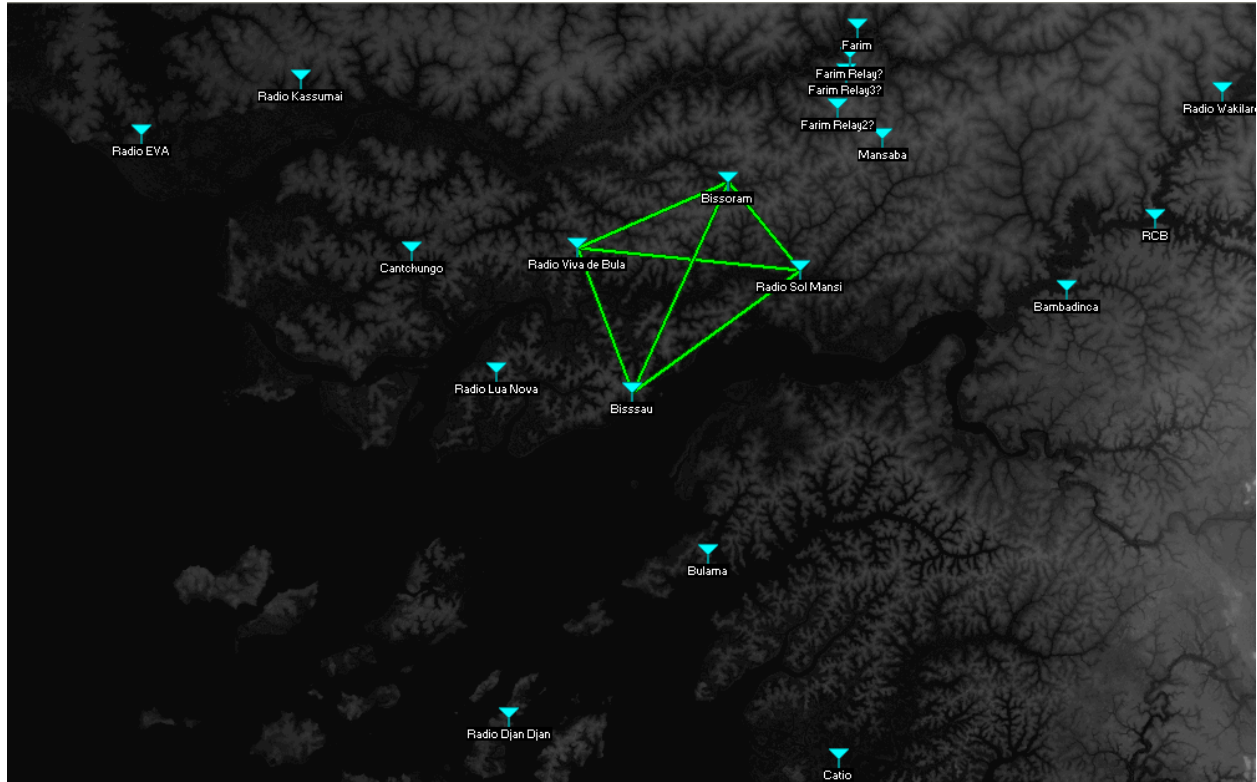 Farim
Farim Relay?
Radio Kassumai
Farim Relay3?
Radio Wakilare
Farim Relay2?
Radio EVA
Mansaba
Bissoram
RCB
Cantchungo
Radio Viva de Bula
Radio Sol Mansi
Bambadinca
Radio Lua Nova
Bisssau
Bulama
Radio Djan Djan
Catio